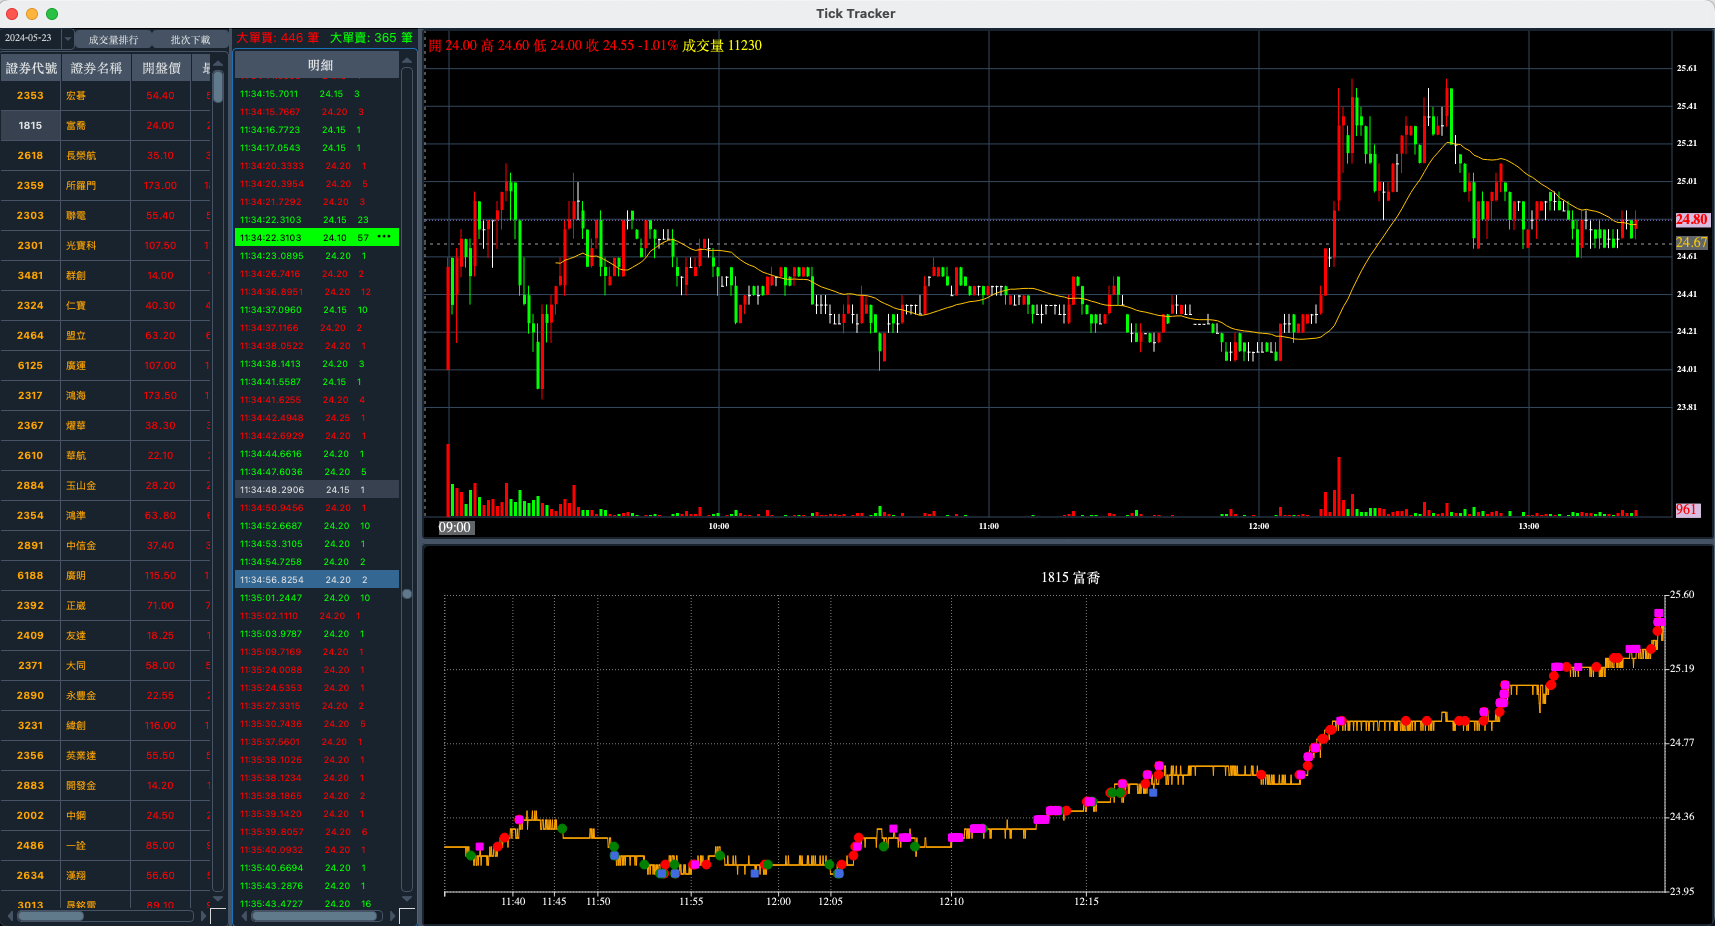 Tick Tracker
2024-05-23
成交量排行
批次下載
大單買: 446 筆 大單賣: 365 筆
證券代號 證券名稱 開盤價
2353 宏碁 54.40
1815 富喬 24.00
2618 長榮航 35.10
2359 所羅門 173.00
2303 聯電 55.40
2301 光寶科 107.50
3481 群創 14.00
2324 仁寶 40.30
2464 盟立 63.20
6125 廣運 107.00
2317 鴻海 173.50
2367 燿華 38.30
2610 華航 22.10
2884 玉山金 28.20
2354 鴻準 63.80
2891 中信金 37.40
6188 廣明 115.50
2392 正崴 71.00
2409 友達 18.25
2371 大同 58.00
2890 永豐金 22.55
3231 緯創 116.00
2356 英業達 55.50
2883 開發金 14.20
2002 中鋼 24.50
2486 一詮 85.00
2634 漢翔 56.60
3013 晟銘電 89.10
明細
11:34:15.7011 24.15 3
11:34:15.7667 24.20 3
11:34:16.7723 24.15 1
11:34:17.0543 24.15 1
11:34:20.3333 24.20 1
11:34:20.3954 24.20 5
11:34:21.7292 24.20 3
11:34:22.3103 24.15 23
11:34:22.3103 24.10 57 ***
11:34:23.0895 24.20 1
11:34:26.7416 24.20 2
11:34:36.6951 24.20 12
11:34:37.0960 24.15 10
11:34:37.1166 24.20 2
11:34:38.0522 24.20 1
11:34:38.1413 24.20 3
11:34:41.5587 24.15 1
11:34:41.6255 24.20 4
11:34:42.4948 24.25 1
11:34:42.6929 24.20 1
11:34:44.6616 24.20 1
11:34:47.6036 24.20 5
11:34:48.2906 24.15 1
11:34:50.9456 24.20 1
11:34:52.6687 24.20 10
11:34:53.3105 24.20 1
11:34:54.7258 24.20 2
11:34:56.8254 24.20 2
11:35:01.2447 24.20 10
11:35:02.1110 24.20 1
11:35:03.9787 24.20 1
11:35:09.7169 24.20 1
11:35:24.0088 24.20 1
11:35:24.5353 24.20 1
11:35:27.3315 24.20 2
11:35:30.7436 24.20 5
11:35:37.5601 24.20 1
11:35:38.1026 24.20 1
11:35:38.1234 24.20 1
11:35:38.1865 24.20 2
11:35:39.1420 24.20 1
11:35:39.8057 24.20 6
11:35:40.0932 24.20 1
11:35:40.6694 24.20 1
11:35:43.2876 24.20 1
11:35:43.4727 24.20 16
開 24.00 高 24.60 低 24.00 收 24.55 -1.01% 成交量 11230
25.61
25.41
25.21
25.01
24.80
24.67
24.61
24.41
24.21
24.01
23.81
961
09:00 10:00 11:00 12:00 13:00
1815 富喬
25.60
25.19
24.77
24.36
23.95
11:40 11:45 11:50 11:55 12:00 12:05 12:10 12:15